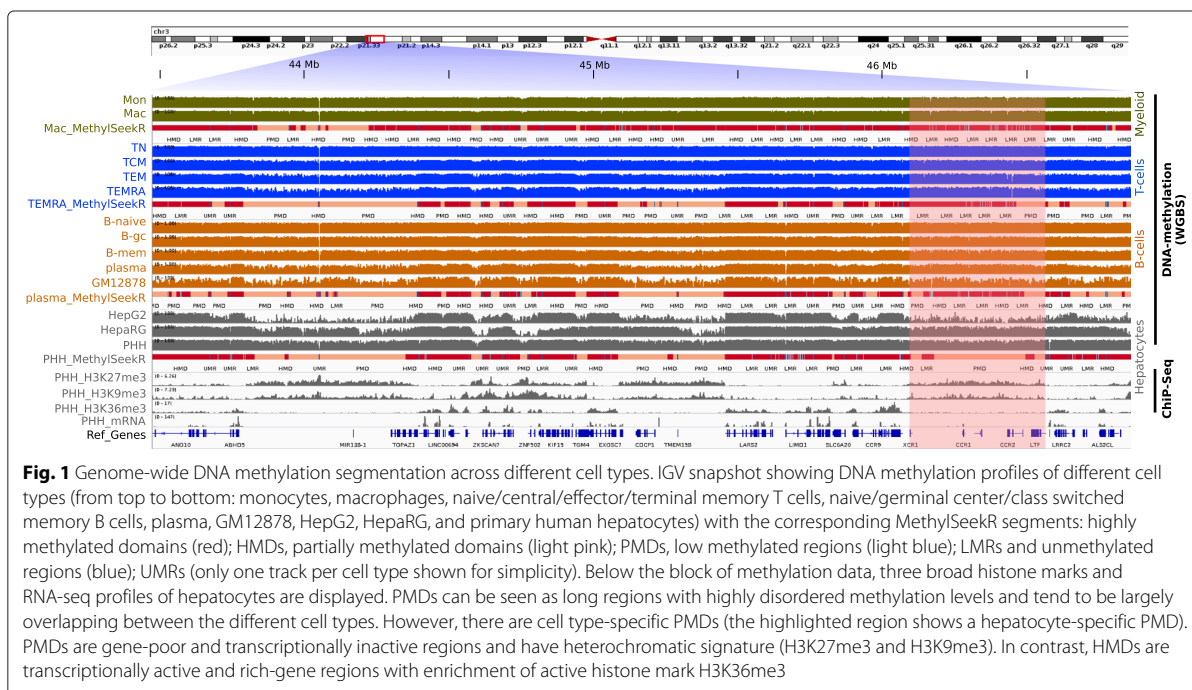 chr3
p26.2 p25.3 p24.3 p24.2 p23 p22.2 p21.33 p21.2 p14.3 p14.1 p13 p12.3 p12.1 q11.1 q12.1 q13.11 q13.2 q13.32 q21.2 q22.1 q22.3 q24 q25.1 q25.31 q26.1 q26.2 q26.32 q27.1 q28 q29
44 Mb 45 Mb 46 Mb
Mon
Mac
Mac_MethylSeekR
Myeloid
TN
TCM
TEM
TEMRA
TEMRA_MethylSeekR
T-cells
B-naive
B-gc
B-mem
plasma
GM12878
plasma_MethylSeekR
B-cells
DNA-methylation
(WGBS)
HepG2
HepaRG
PHH
PHH_MethylSeekR
Hepatocytes
PHH_H3K27me3
PHH_H3K9me3
PHH_H3K36me3
ChIP-Seq
PHH_mRNA
Ref_Genes
ANO10 ABHD5 MIR138-1 TOPAZ1 LINC00694 ZKSCAN7 ZNF502 KIF15 TGM4 EXOSC7 CDCP1 TMEM158 LARS2 LIMD1 SLC6A20 CCR9 XCR1 CCR1 CCR2 LTF LRRC2 ALS2CL
Fig. 1 Genome-wide DNA methylation segmentation across different cell types. IGV snapshot showing DNA methylation profiles of different cell
types (from top to bottom: monocytes, macrophages, naive/central/effector/terminal memory T cells, naive/germinal center/class switched
memory B cells, plasma, GM12878, HepG2, HepaRG, and primary human hepatocytes) with the corresponding MethylSeekR segments: highly
methylated domains (red); HMDs, partially methylated domains (light pink); PMDs, low methylated regions (light blue); LMRs and unmethylated
regions (blue); UMRs (only one track per cell type shown for simplicity). Below the block of methylation data, three broad histone marks and
RNA-seq profiles of hepatocytes are displayed. PMDs can be seen as long regions with highly disordered methylation levels and tend to be largely
overlapping between the different cell types. However, there are cell type-specific PMDs (the highlighted region shows a hepatocyte-specific PMD).
PMDs are gene-poor and transcriptionally inactive regions and have heterochromatic signature (H3K27me3 and H3K9me3). In contrast, HMDs are
transcriptionally active and rich-gene regions with enrichment of active histone mark H3K36me3